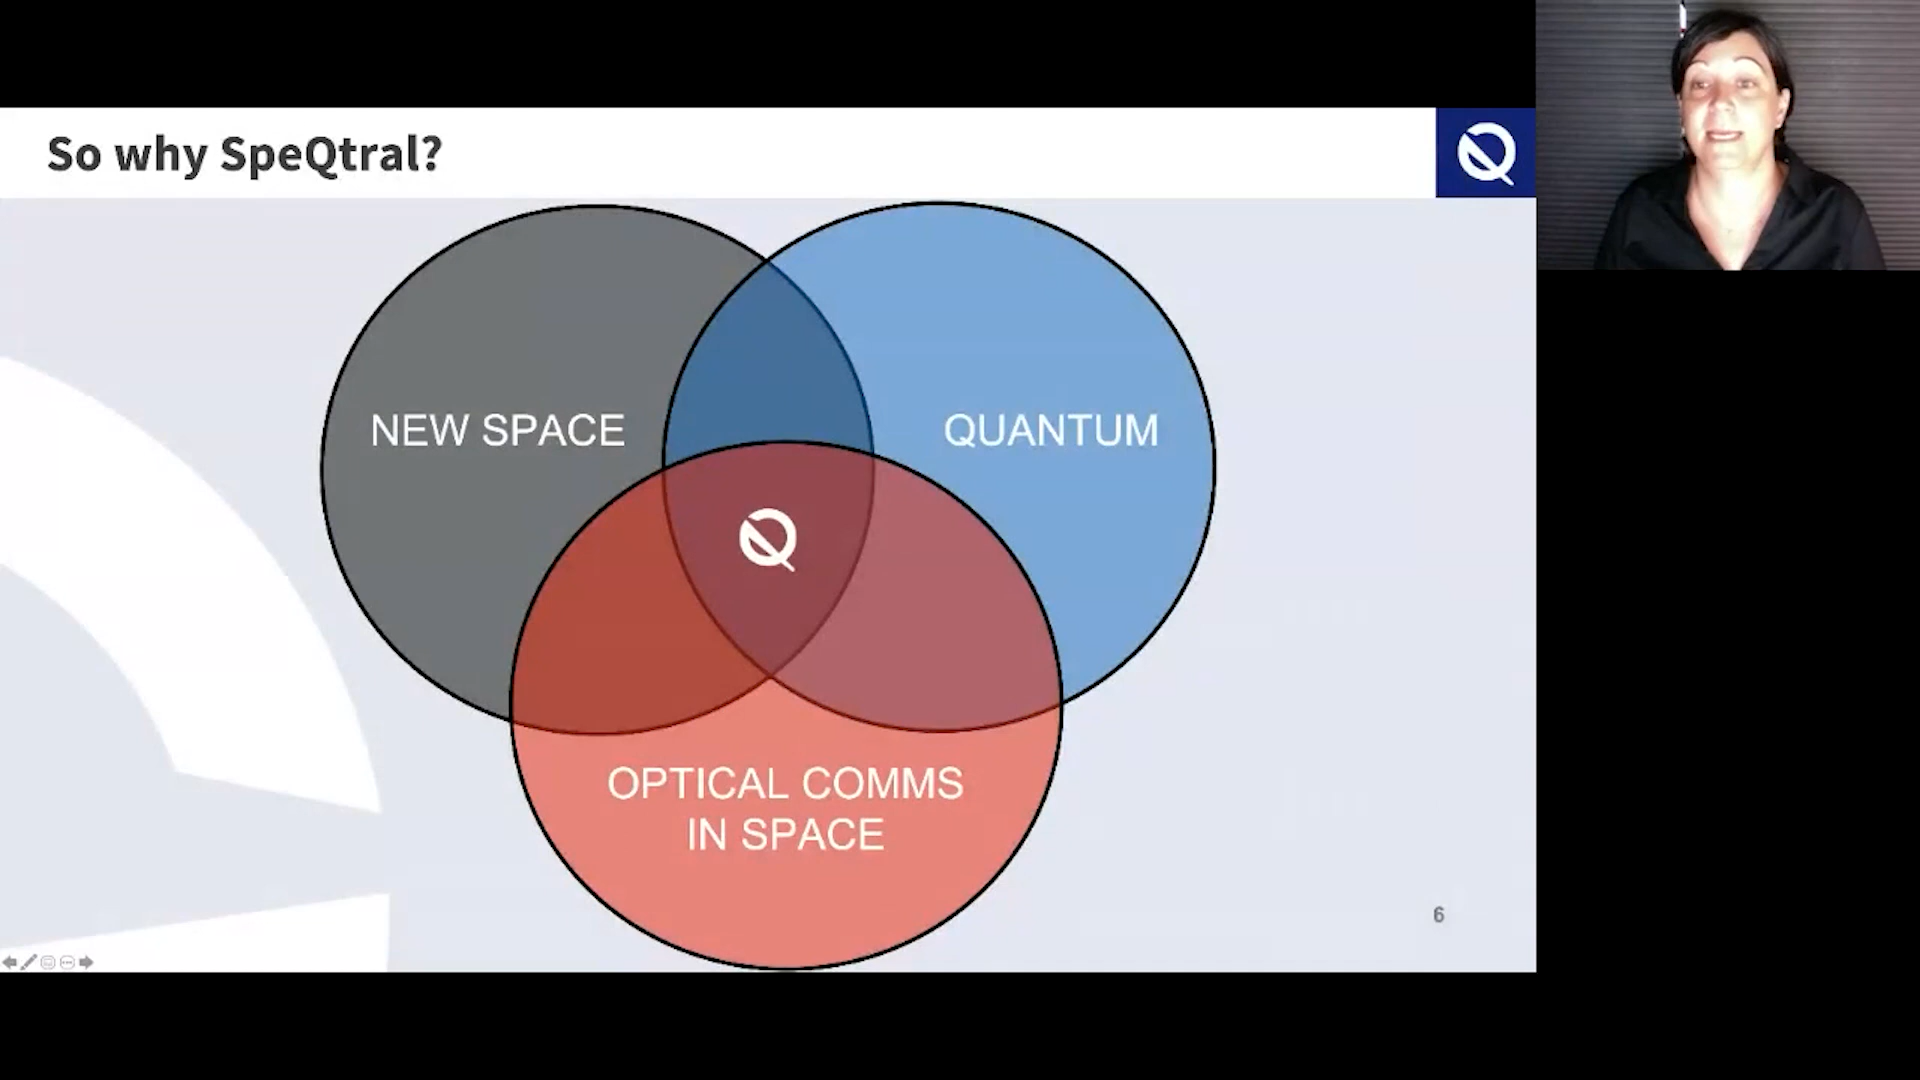 So why SpeQtral?
NEW SPACE
QUANTUM
OPTICAL COMMS
IN SPACE
6